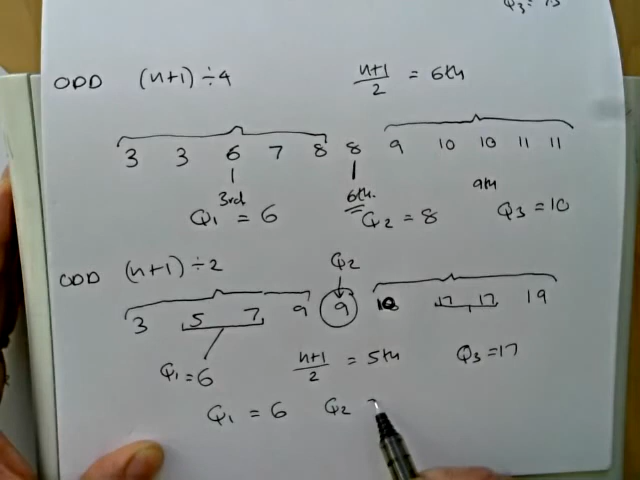 Q₃ = 15
ODD (n+1) ÷ 4 n+1/2 = 6th
3 3 6 7 8 8 9 10 10 11 11
3rd 6th. 9th
Q₁ = 6 Q₂ = 8 Q₃ = 10
ODD (n+1) ÷ 2 Q2
3 5 7 9 9 10 17 17 19
Q₁ = 6 n+1/2 = 5th Q₃ = 17
Q₁ = 6 Q₂